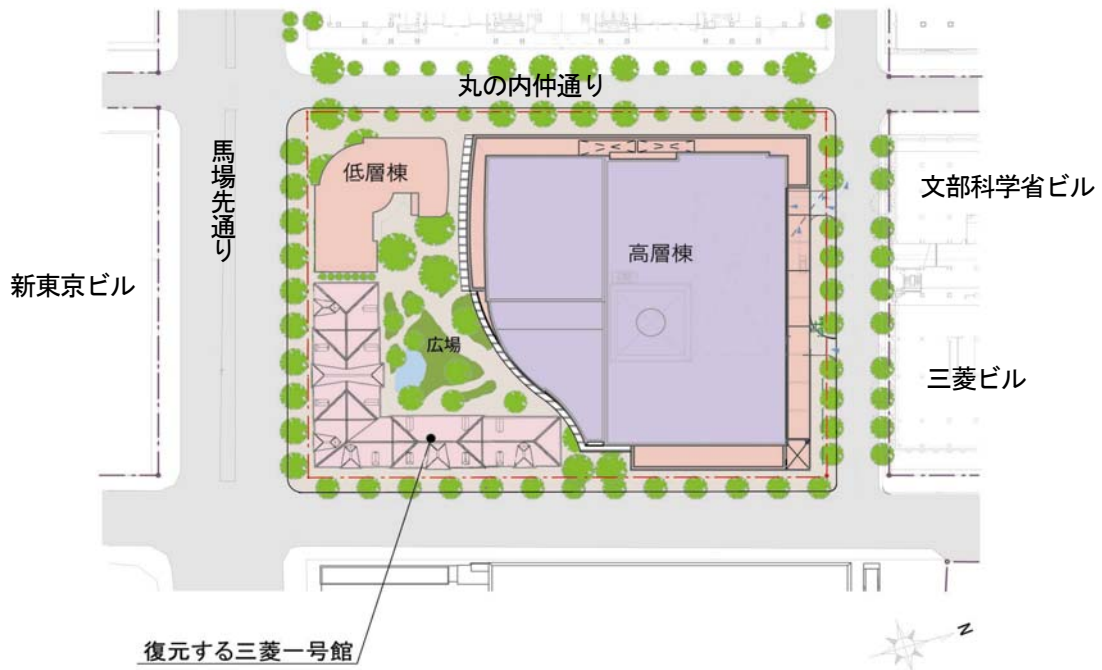 丸の内仲通り
馬場先通り
低層棟
文部科学省ビル
高層棟
新東京ビル
広場
三菱ビル
復元する三菱一号館
N